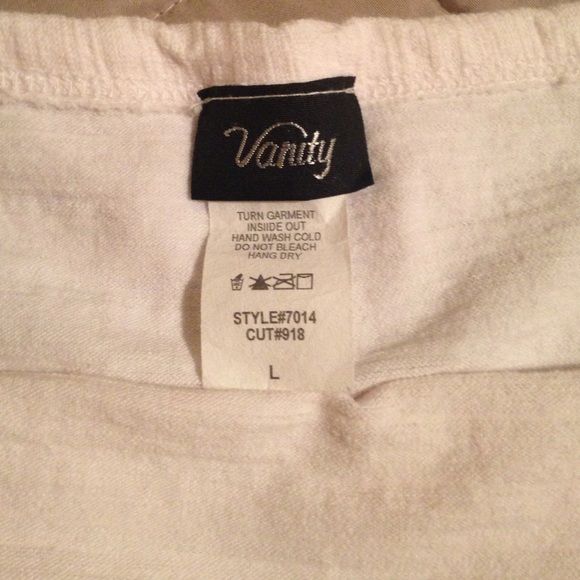 Vanity
TURN GARMENT
INSIIDE OUT
HAND WASH COLD
DO NOT BLEACH
HANG DRY
STYLE#7014
CUT#918
L